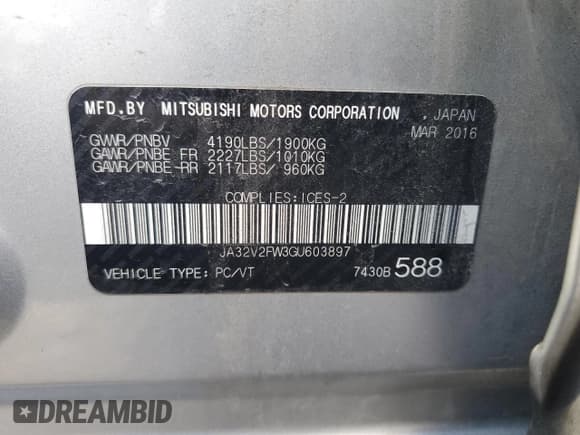 MFD.BY MITSUBISHI MOTORS CORPORATION , JAPAN
MAR 2016
GVWR/PNBV 4190LBS/1900KG
GAWR/PNBE FR 2227LBS/1010KG
GAWR/PNBE-RR 2117LBS/ 960KG
COMPLIES:ICES-2
JA32V2FW3GU603897
VEHICLE TYPE: PC/VT 7430B 588
DREAMBID